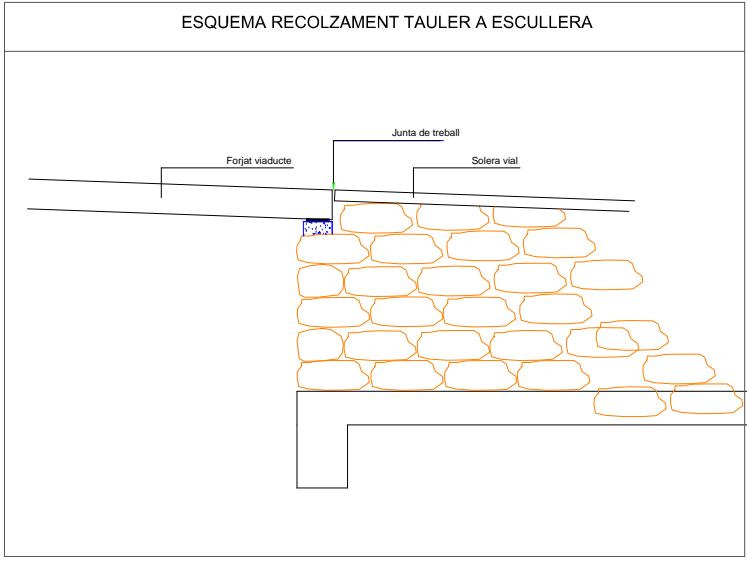 ESQUEMA RECOLZAMENT TAULER A ESCULLERA
Junta de treball
Forjat viaducte
Solera vial